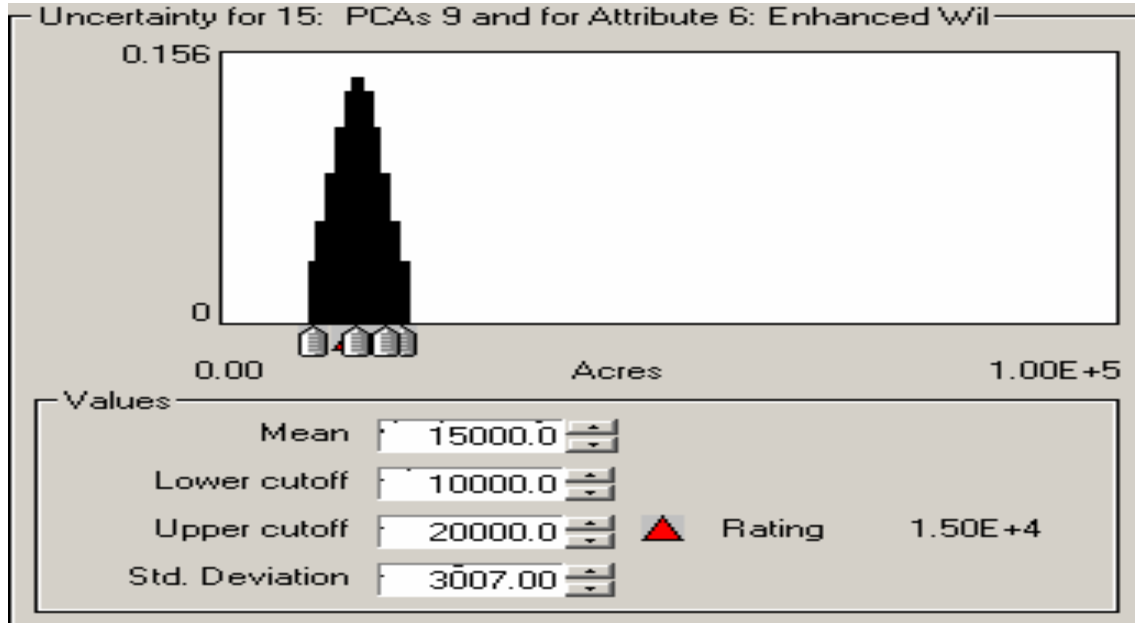 Uncertainty for 15: PCAs 9 and for Attribute 6: Enhanced Wil
0.156
0
0.00 Acres 1.00E+5
Values
Mean 15000.0
Lower cutoff 10000.0
Upper cutoff 20000.0 Rating 1.50E+4
Std. Deviation 3007.00